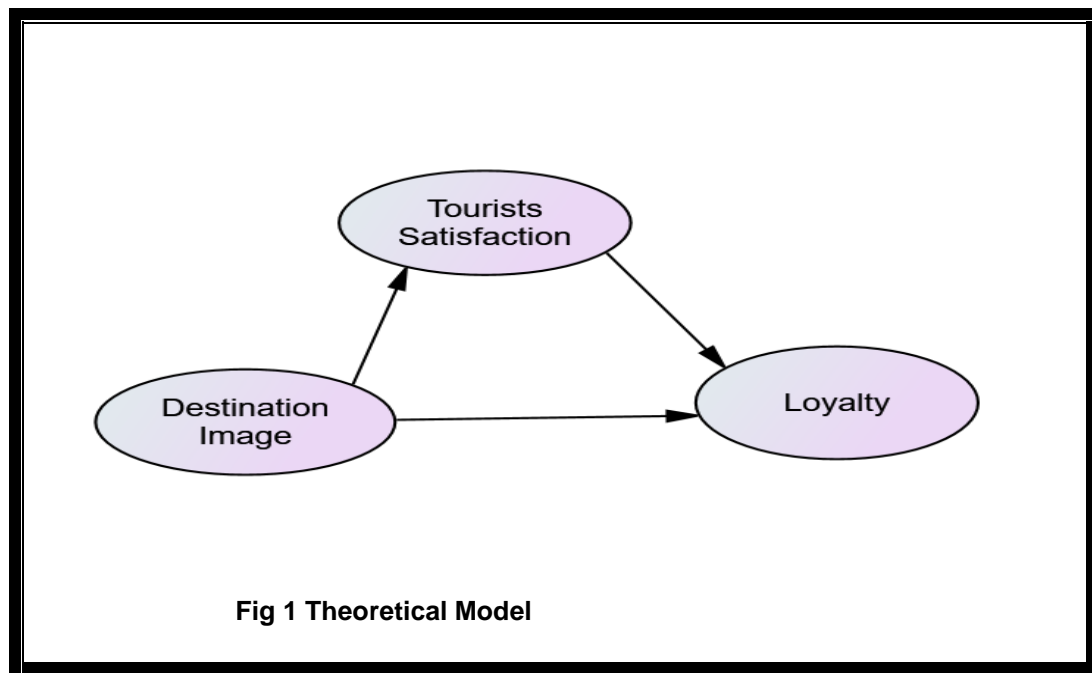 Tourists
Satisfaction
Destination
Image
Loyalty
Fig 1 Theoretical Model